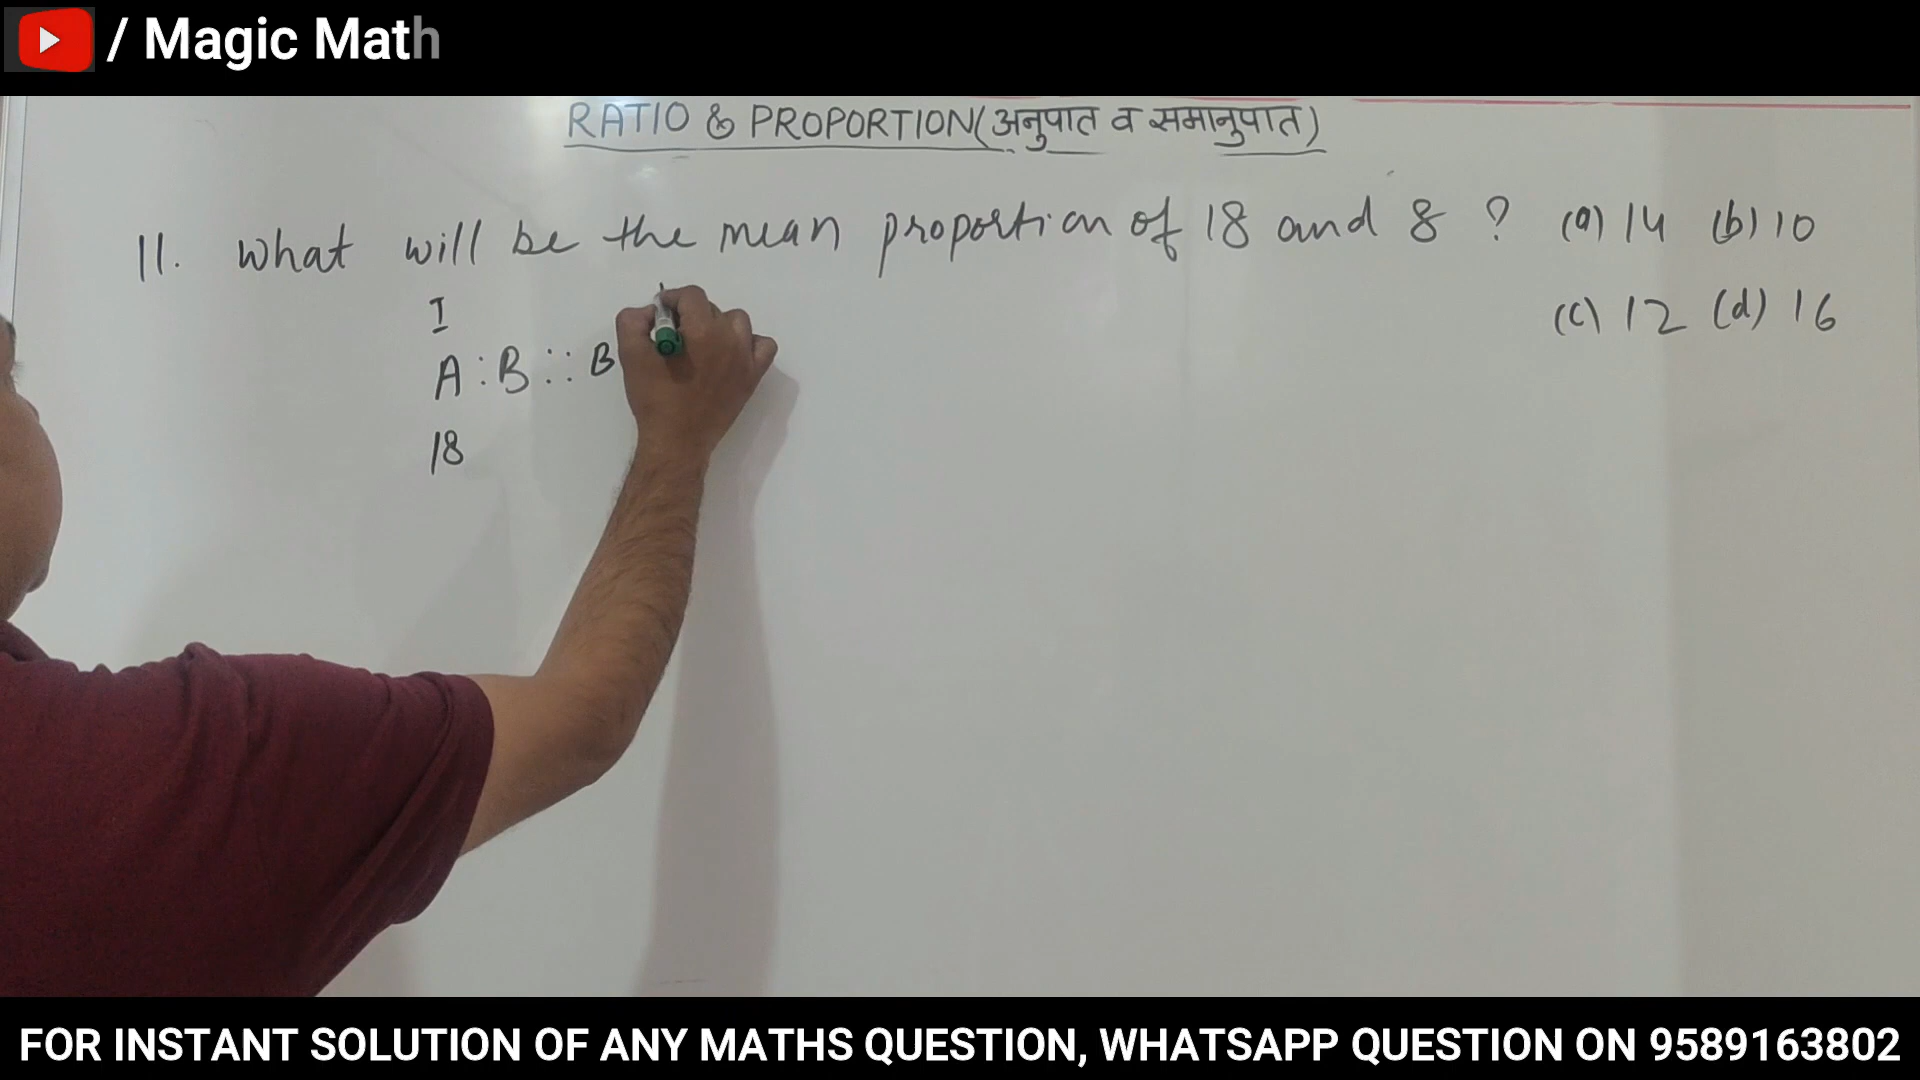 / Magic Math
RATIO & PROPORTION(अनुपात व समानुपात)
11. What will be the mean proportion of 18 and 8 ? (a) 14 (b) 10
(c) 12 (d) 16
I
A : B :: B
18
FOR INSTANT SOLUTION OF ANY MATHS QUESTION, WHATSAPP QUESTION ON 9589163802